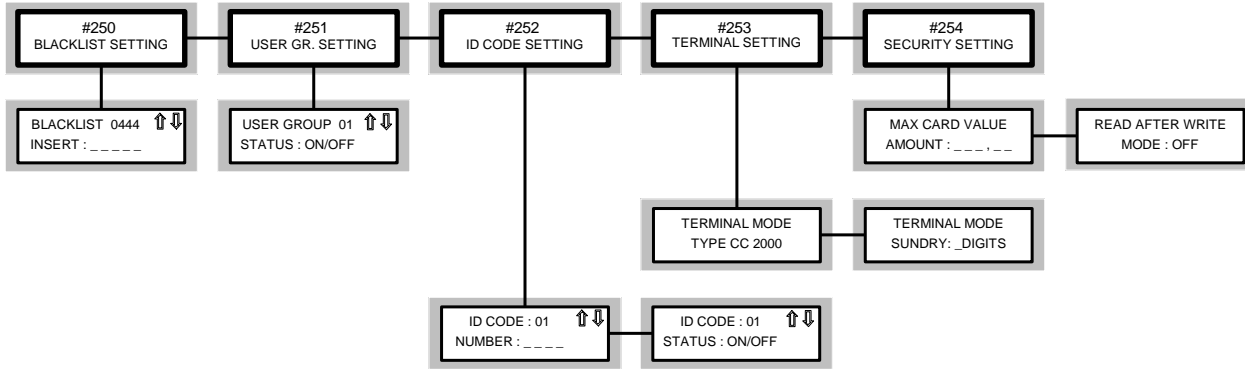 #250
BLACKLIST SETTING
#251
USER GR. SETTING
#252
ID CODE SETTING
#253
TERMINAL SETTING
#254
SECURITY SETTING
BLACKLIST 0444 ⇧⇩
INSERT : _ _ _ _ _
USER GROUP 01 ⇧⇩
STATUS : ON/OFF
MAX CARD VALUE
AMOUNT : _ _ _ , _ _
READ AFTER WRITE
MODE : OFF
TERMINAL MODE
TYPE CC 2000
TERMINAL MODE
SUNDRY: _DIGITS
ID CODE : 01 ⇧⇩
NUMBER : _ _ _ _
ID CODE : 01 ⇧⇩
STATUS : ON/OFF